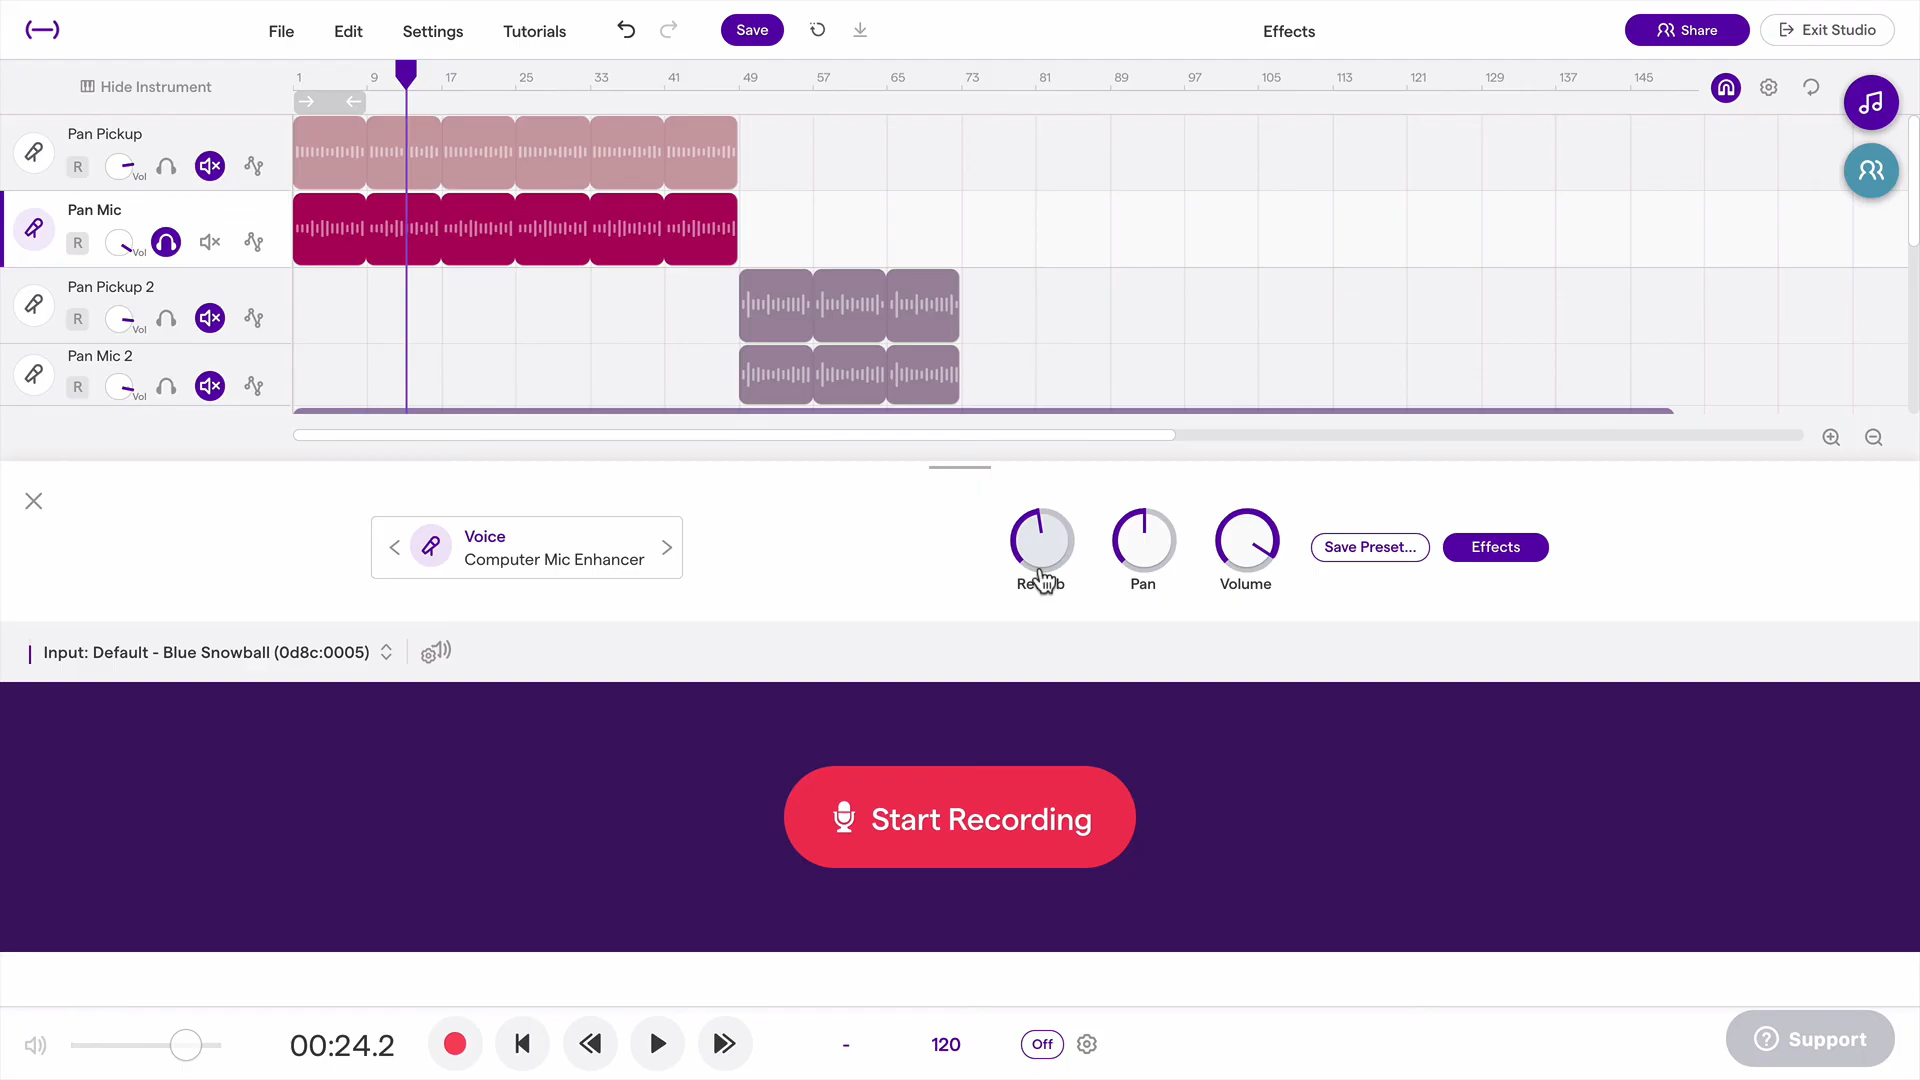 File Edit Settings Tutorials Save Effects Share Exit Studio
Hide Instrument
1 9 17 25 33 41 49 57 65 73 81 89 97 105 113 121 129 137 145
Pan Pickup
R Vol
Pan Mic
R Vol
Pan Pickup 2
R Vol
Pan Mic 2
R Vol
Voice
Computer Mic Enhancer
Save Preset... Effects
Pan Volume
Input: Default - Blue Snowball (0d8c:0005)
Start Recording
00:24.2 - 120 Off Support